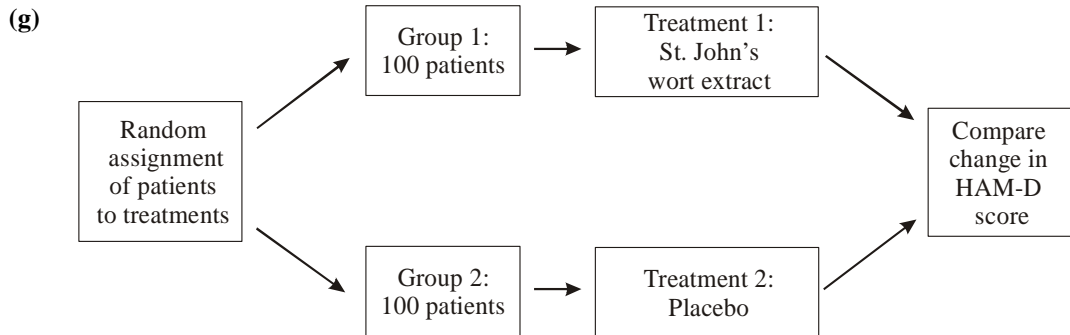 (g)
Group 1:
100 patients
Treatment 1:
St. John's
wort extract
Random
assignment
of patients
to treatments
Compare
change in
HAM-D
score
Group 2:
100 patients
Treatment 2:
Placebo